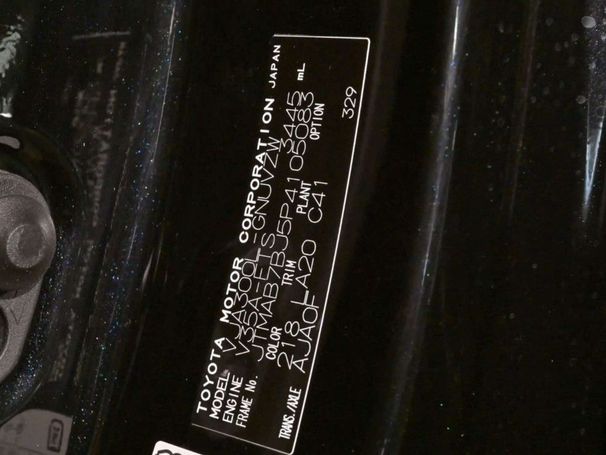 TOYOTA MOTOR CORPORATION JAPAN
MODEL VJA300L-GNUVZW
ENGINE V35A-FTS 3445 mL
FRAME No. JTMAB7BJ5P4105083
COLOR TRIM PLANT OPTION
218 LA20 C41
TRANS./AXLE AJA0F
329